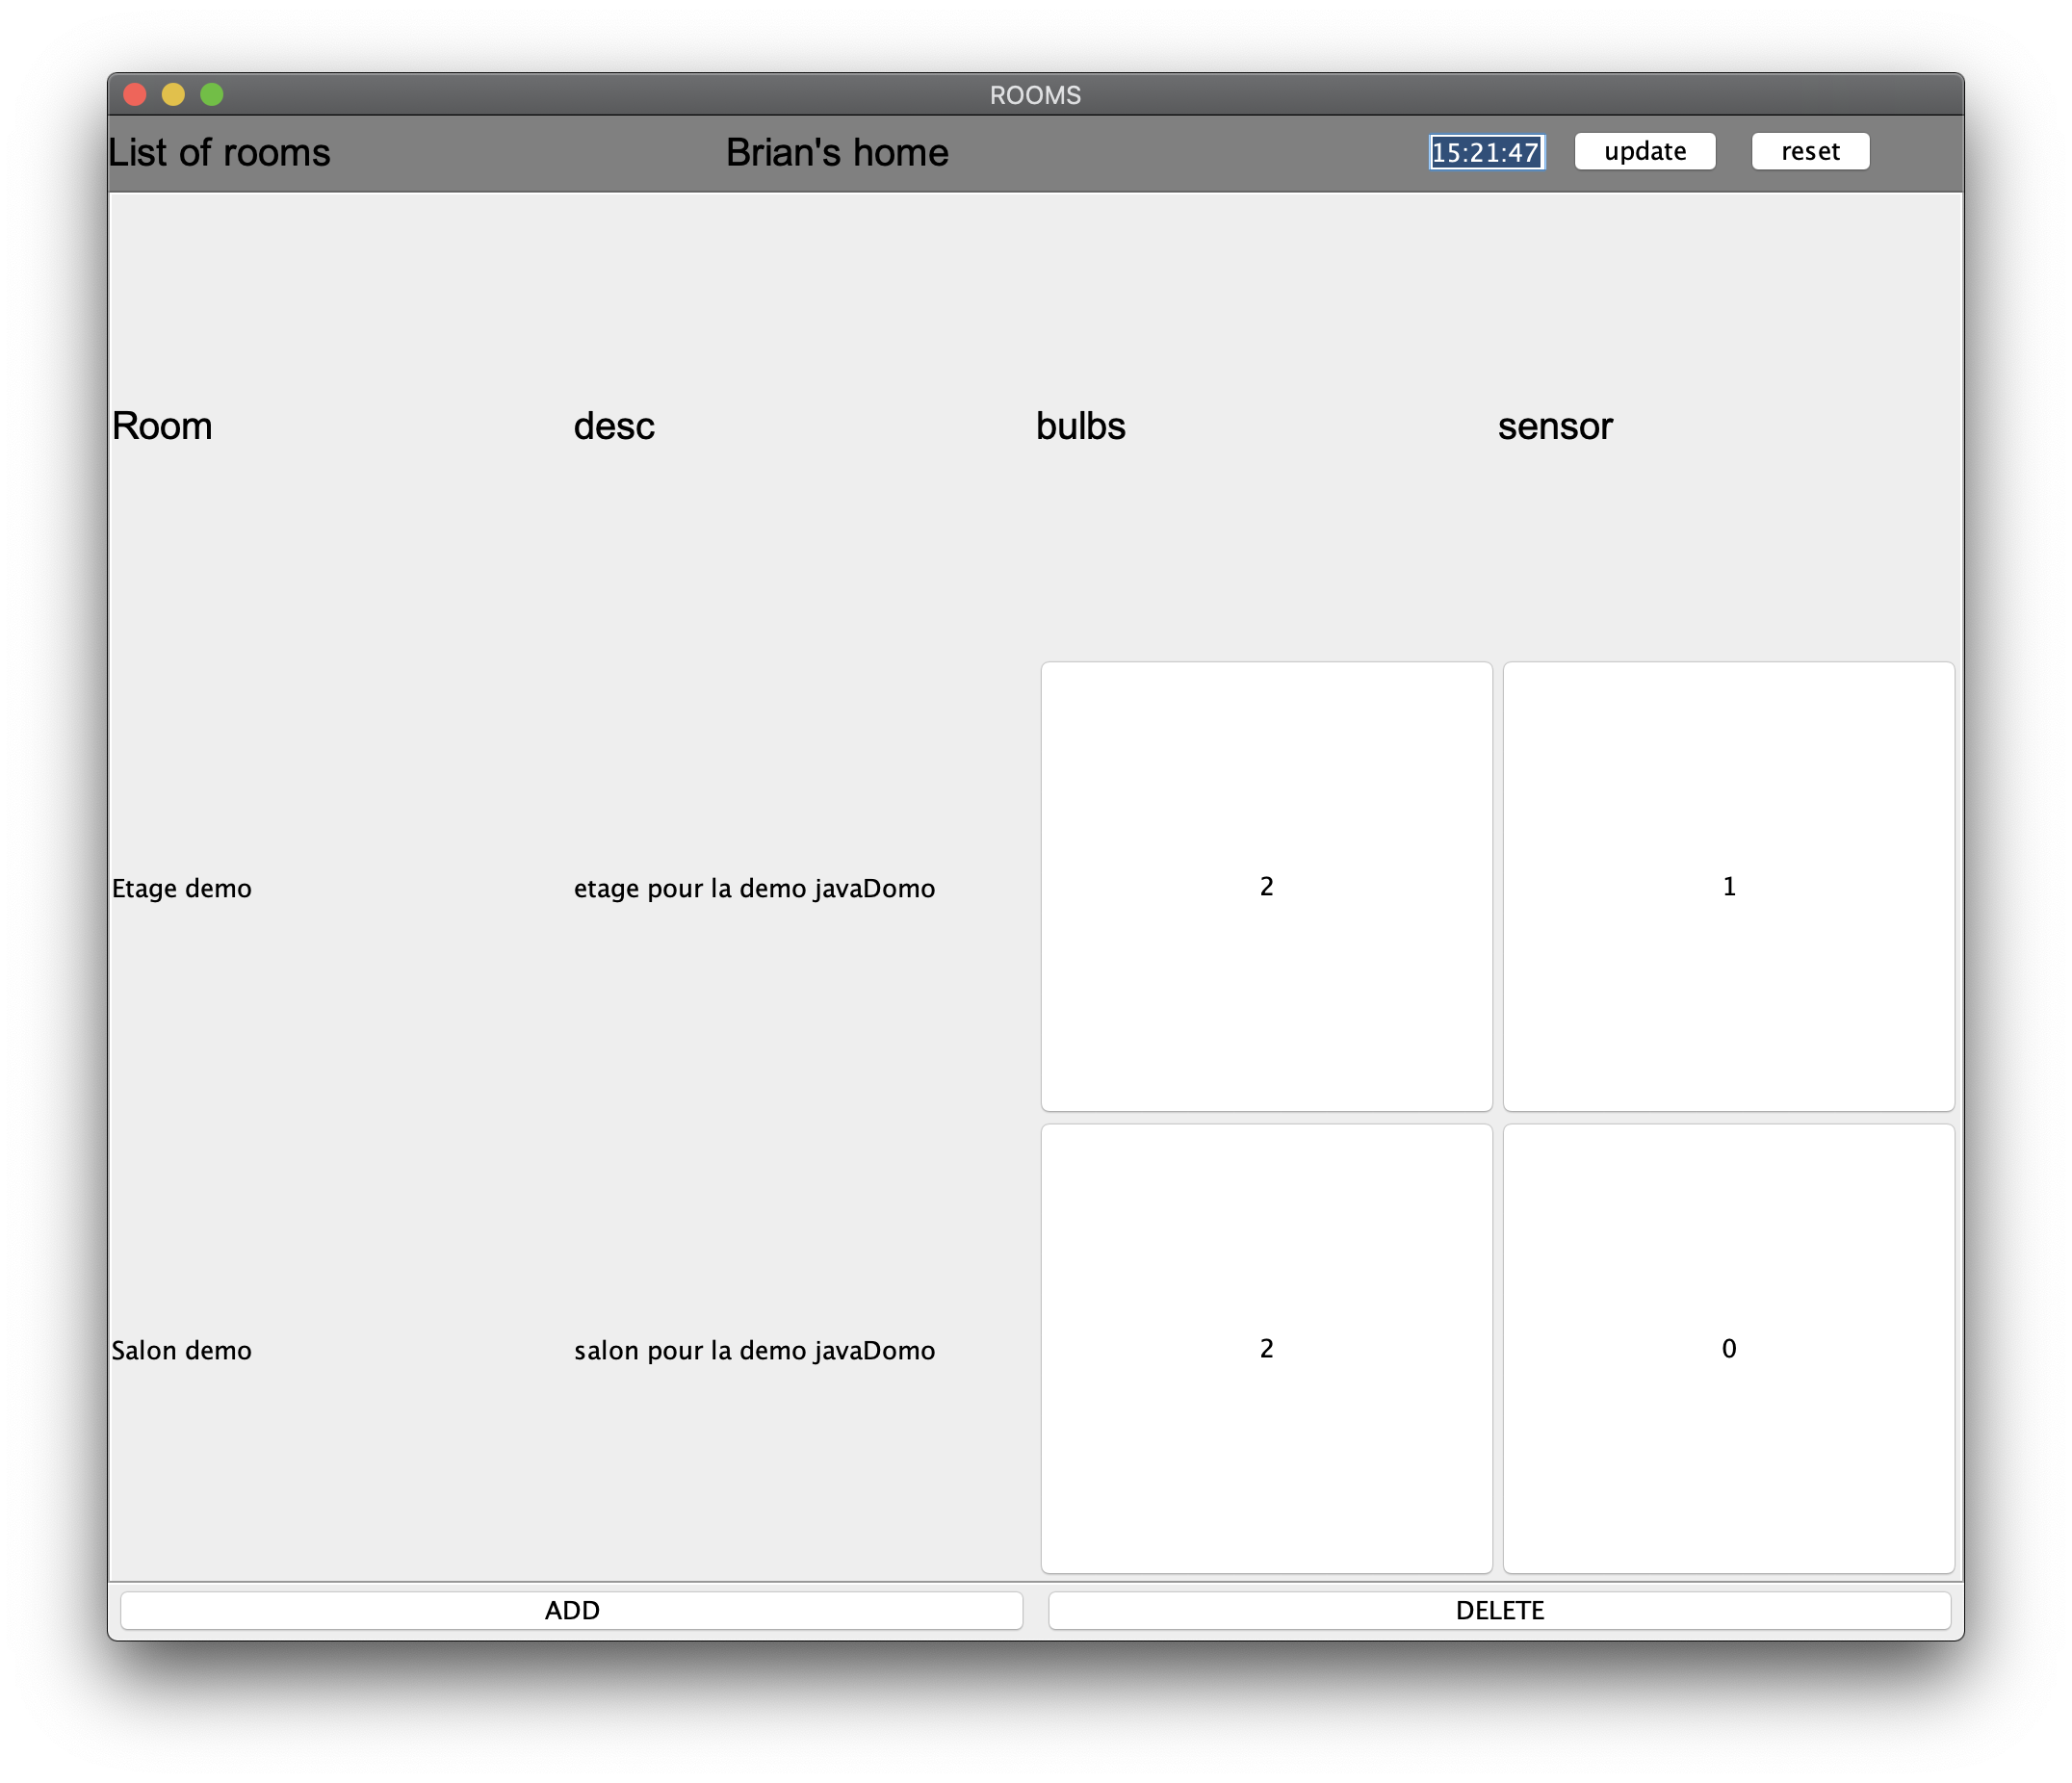 ROOMS
List of rooms Brian's home 15:21:47 update reset
Room desc bulbs sensor
Etage demo etage pour la demo javaDomo 2 1
Salon demo salon pour la demo javaDomo 2 0
ADD DELETE